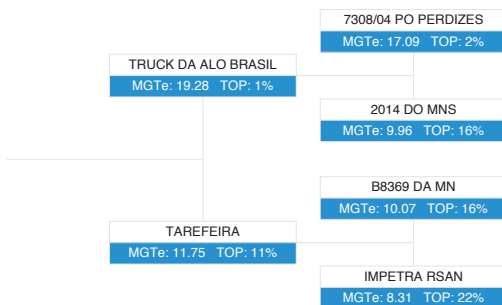 7308/04 PO PERDIZES
MGTe: 17.09 TOP: 2%
TRUCK DA ALO BRASIL
MGTe: 19.28 TOP: 1%
2014 DO MNS
MGTe: 9.96 TOP: 16%
B8369 DA MN
MGTe: 10.07 TOP: 16%
TAREFEIRA
MGTe: 11.75 TOP: 11%
IMPETRA RSAN
MGTe: 8.31 TOP: 22%